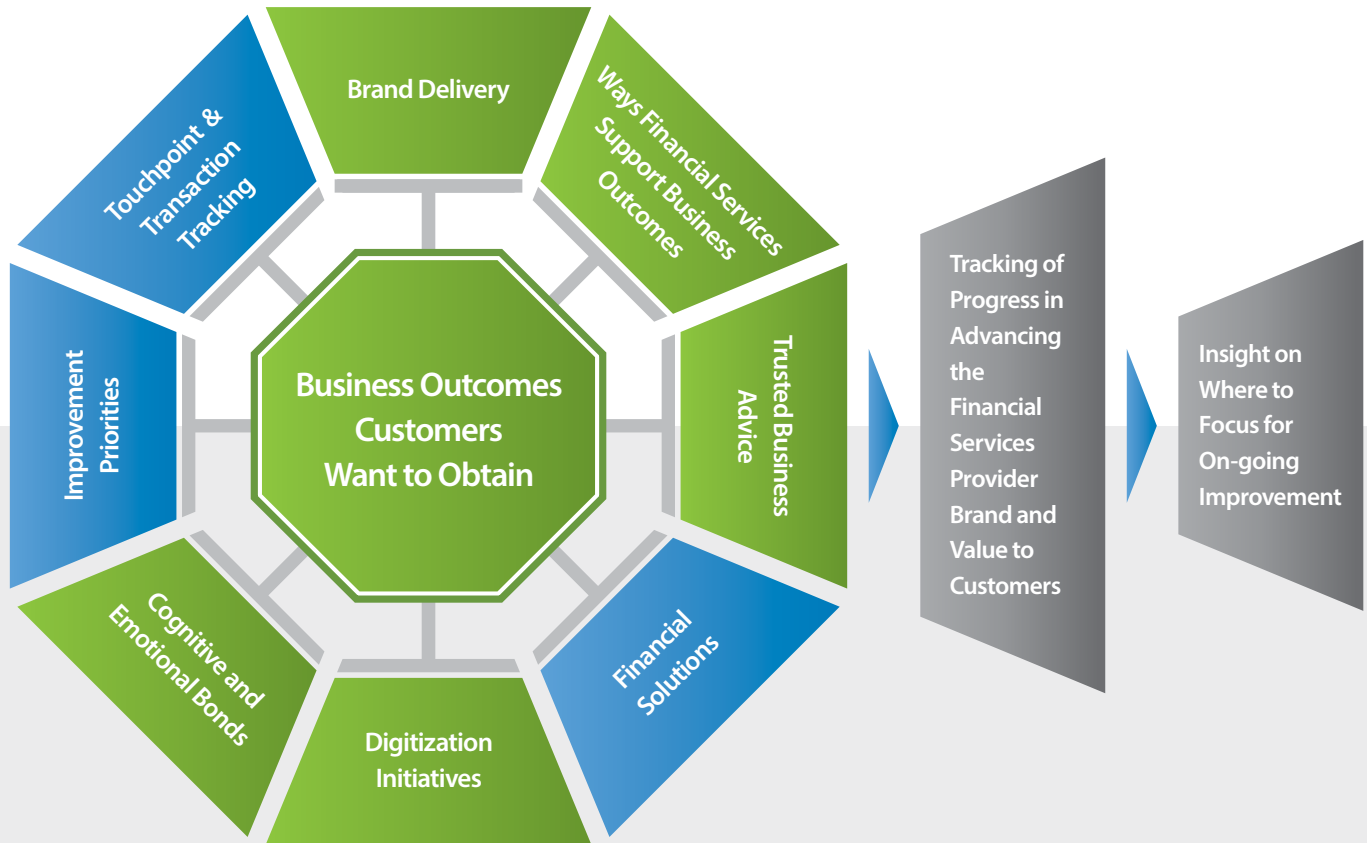 Brand Delivery
Ways Financial Services
Support Business
Outcomes
Trusted Business
Advice
Financial
Solutions
Digitization
Initiatives
Cognitive and
Emotional Bonds
Improvement
Priorities
Touchpoint &
Transaction
Tracking
Business Outcomes
Customers
Want to Obtain
Tracking of
Progress in
Advancing
the
Financial
Services
Provider
Brand and
Value to
Customers
Insight on
Where to
Focus for
On-going
Improvement